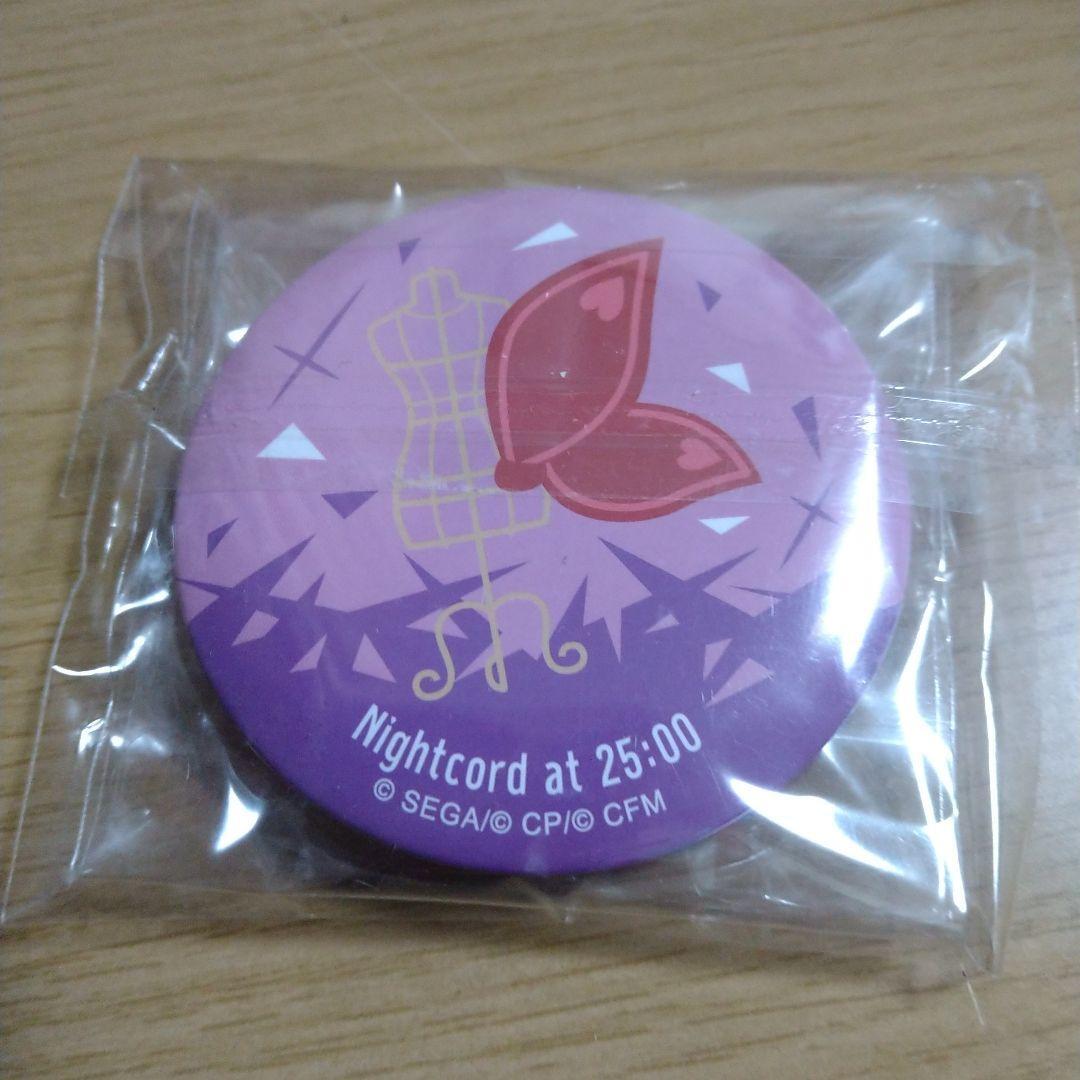 Nightcord at 25:00
© SEGA/© CP/© CFM